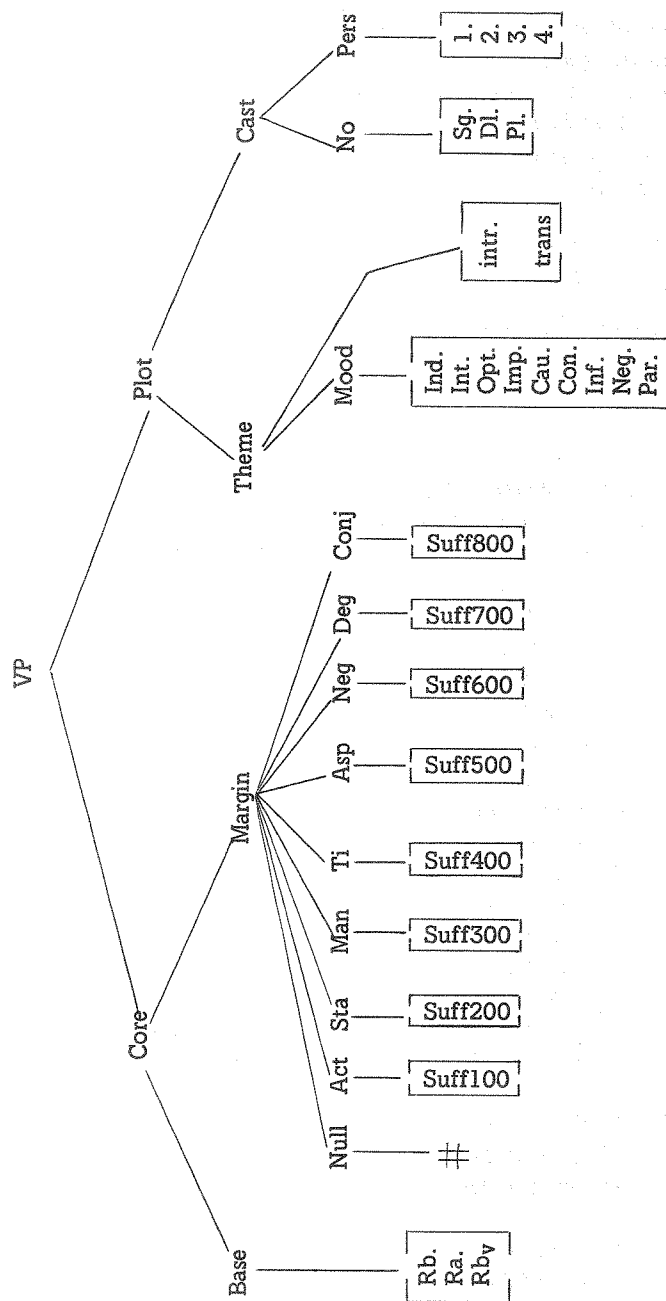 VP
Core
Plot
Base
Margin
Theme
Cast
Null
Act
Sta
Man
Ti
Asp
Neg
Deg
Conj
Mood
No
Pers
Rb.
Ra.
Rbv
#
Suff100
Suff200
Suff300
Suff400
Suff500
Suff600
Suff700
Suff800
Ind.
Int.
Opt.
Imp.
Cau.
Con.
Inf.
Neg.
Par.
intr.
trans
Sg.
Dl.
Pl.
1.
2.
3.
4.